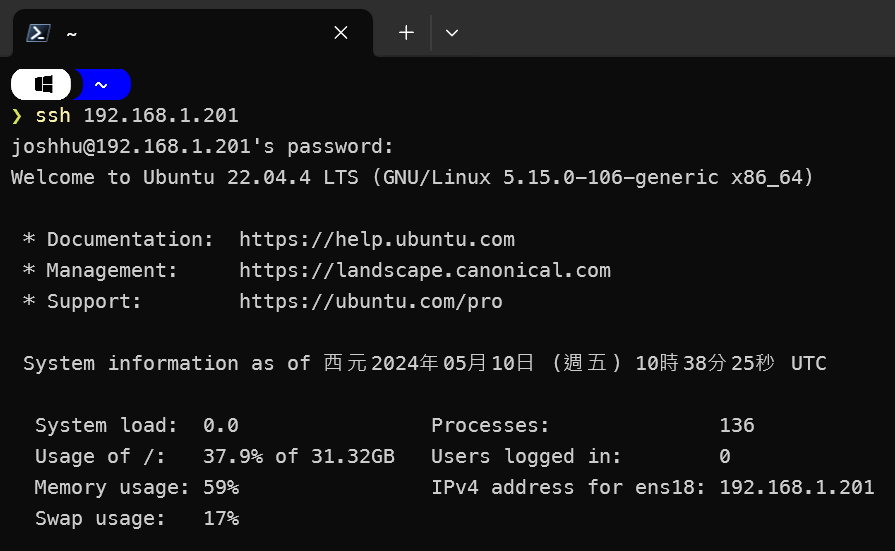 ~
~
❯ ssh 192.168.1.201
joshhu@192.168.1.201's password:
Welcome to Ubuntu 22.04.4 LTS (GNU/Linux 5.15.0-106-generic x86_64)
* Documentation:  https://help.ubuntu.com
* Management:     https://landscape.canonical.com
* Support:        https://ubuntu.com/pro
System information as of 西元2024年05月10日 (週五) 10時38分25秒 UTC
System load:  0.0                Processes:              136
Usage of /:   37.9% of 31.32GB   Users logged in:        0
Memory usage: 59%                IPv4 address for ens18: 192.168.1.201
Swap usage:   17%